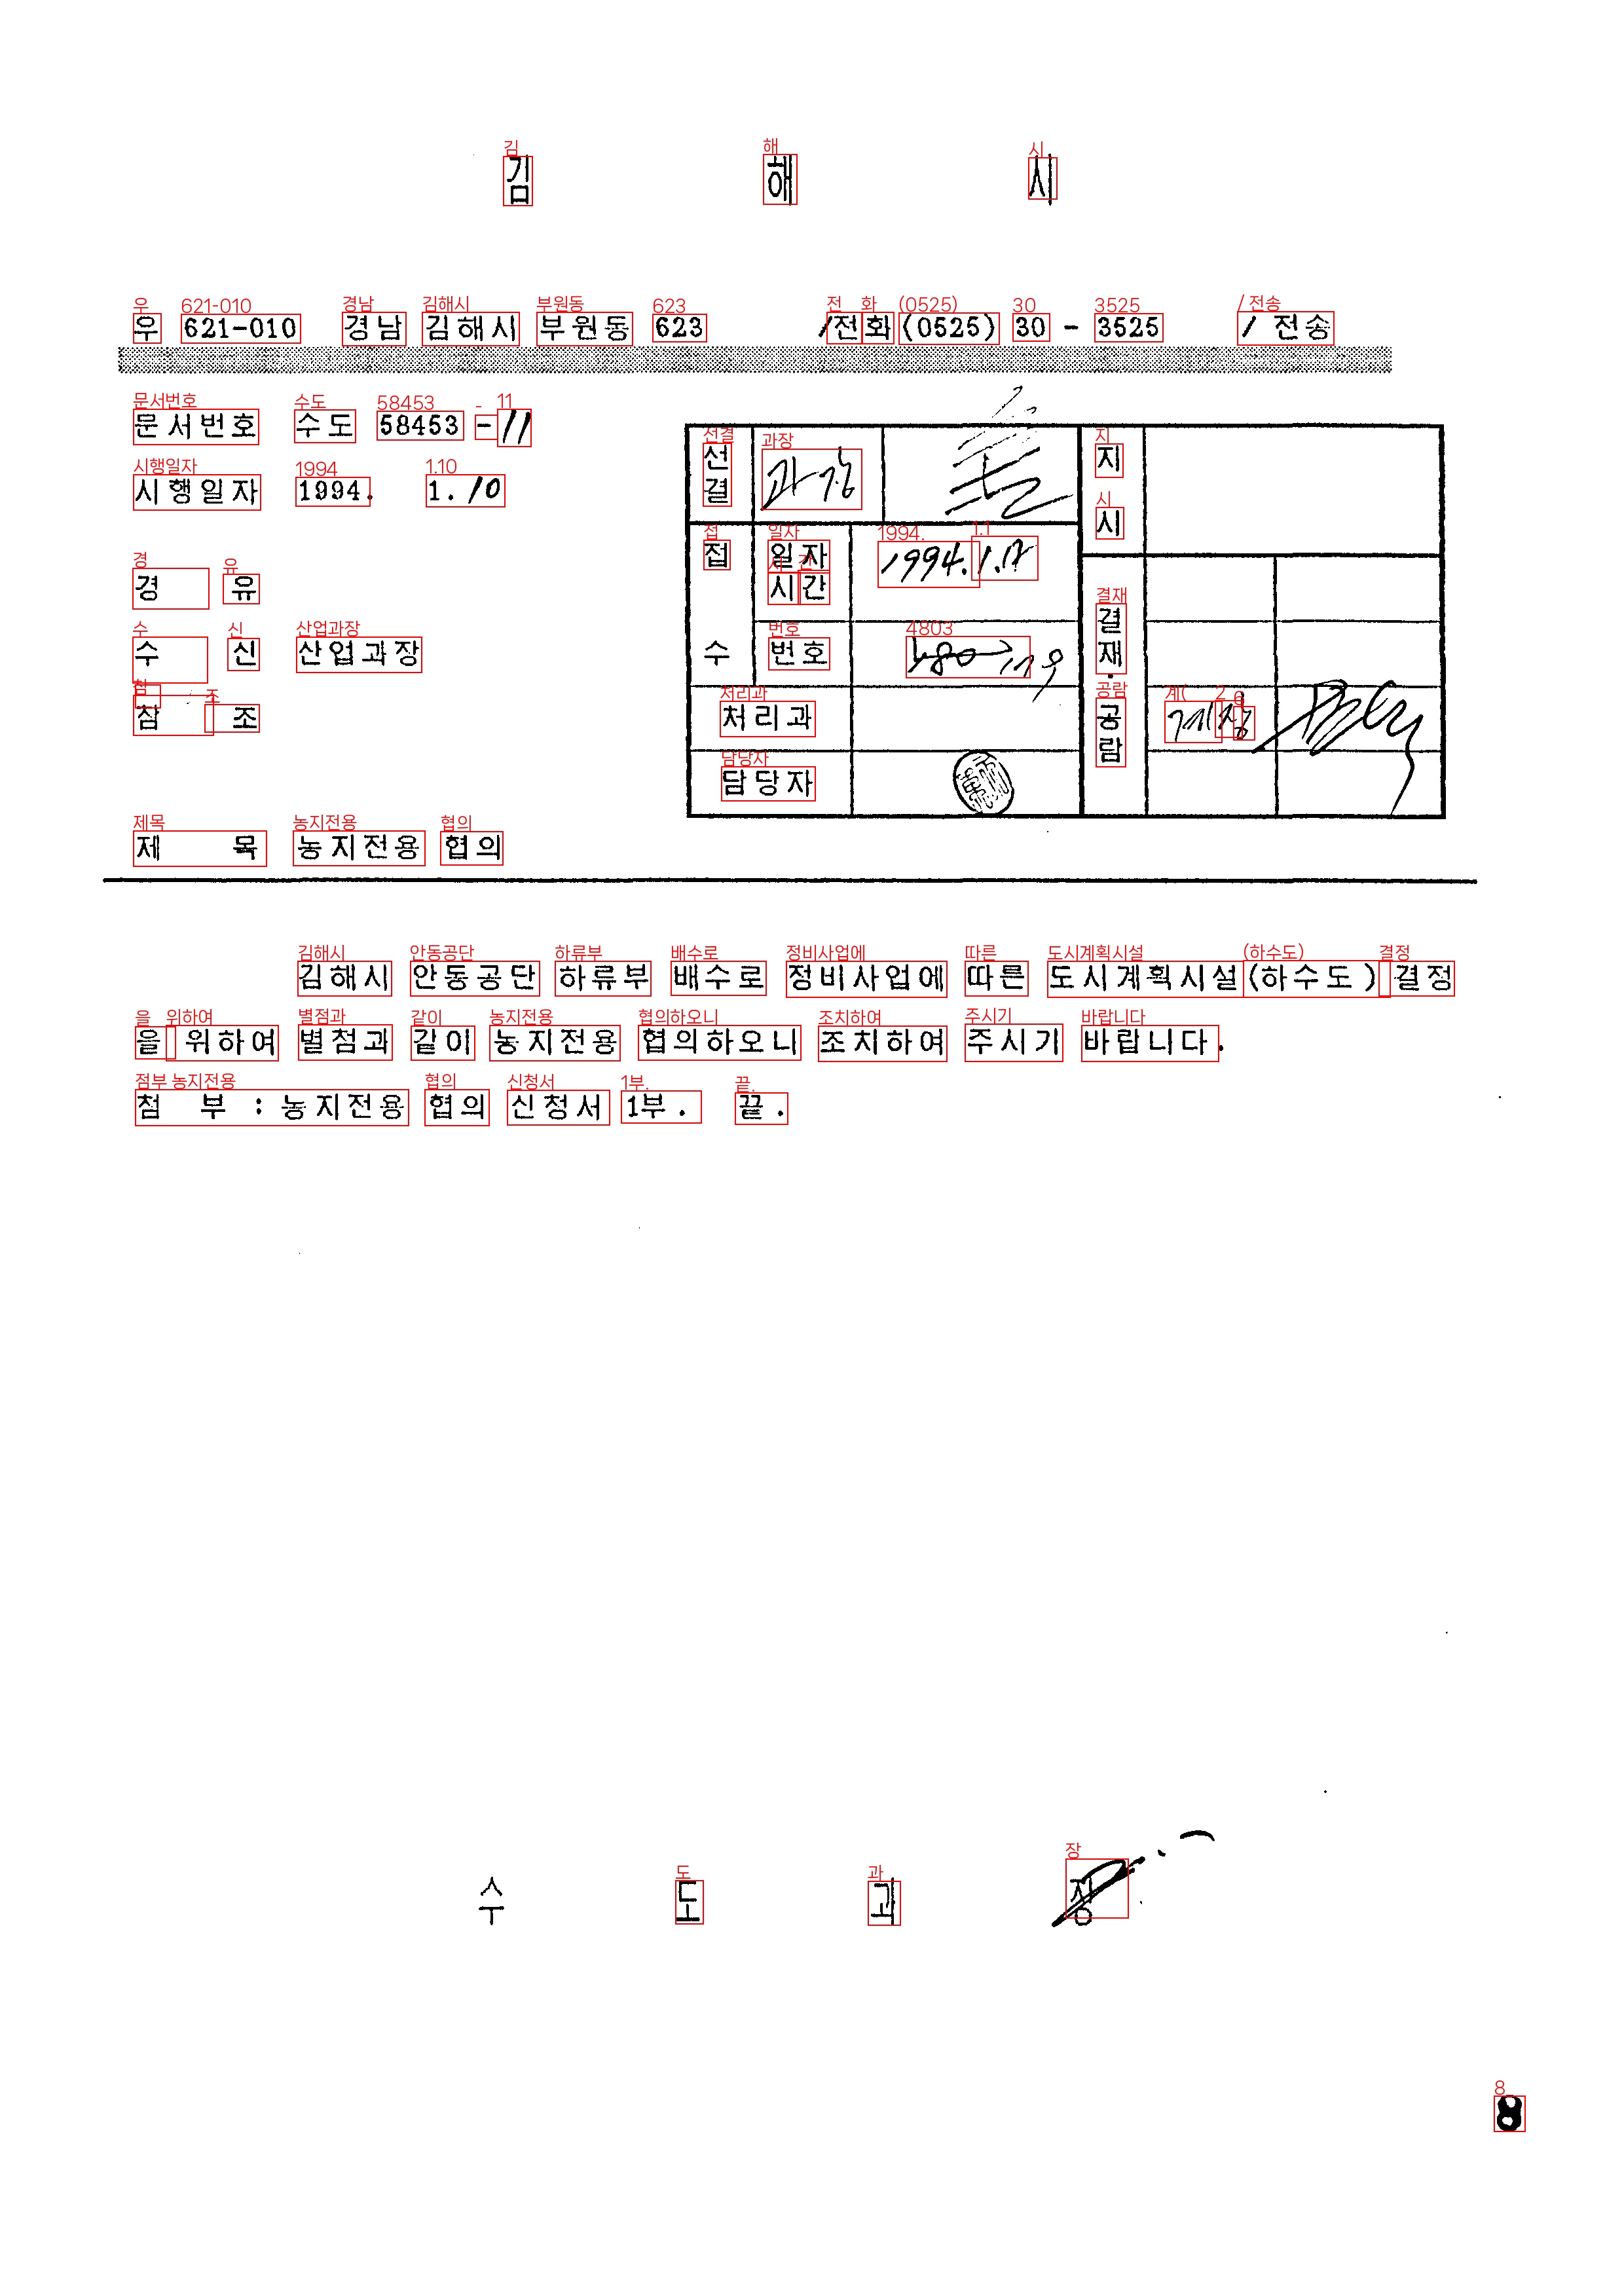 김 해 시
우 621-010 경남 김해시 부원동 623 /전화 (0525) 30 - 3525 / 전송
문서번호 수도 58453 - 11
시행일자 1994. 1. 10
경 유
수 신 산업과장
참 조
제 목 농지전용 협의
선결 과장 지시
접수 일자 시간 1994. 1.
번호
결재. 공람 계장
처리과
담당자
김해시 안동공단 하류부 배수로 정비사업에 따른 도시계획시설(하수도) 결정
을 위하여 별첨과 같이 농지전용 협의하오니 조치하여 주시기 바랍니다.
첨 부 : 농지전용 협의 신청서 1부. 끝.
수 도 과 장
8